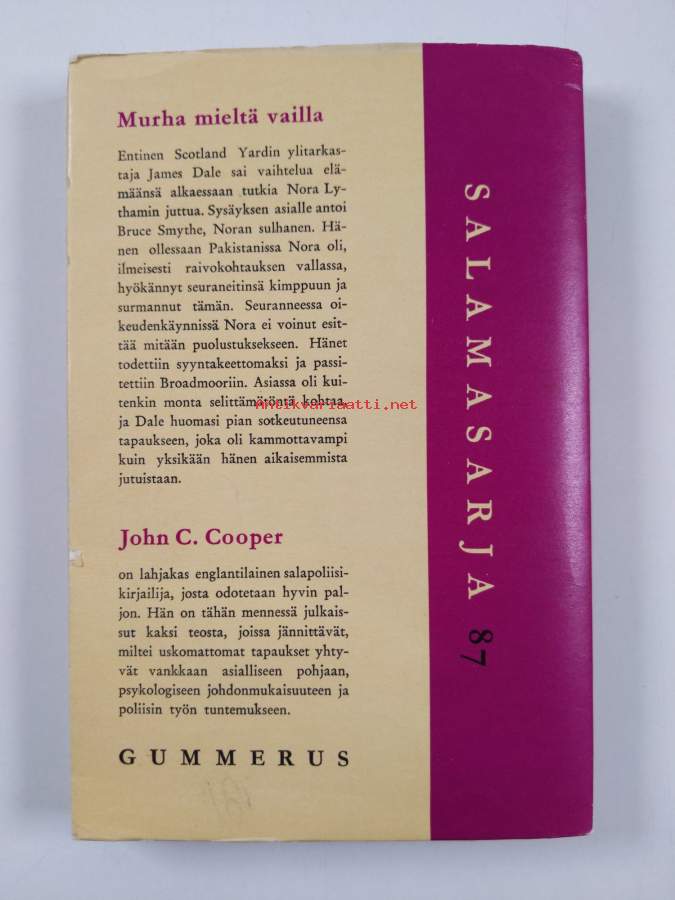 Murha mieltä vailla
Entinen Scotland Yardin ylitarkas-
taja James Dale sai vaihtelua elä-
määnsä alkaessaan tutkia Nora Ly-
thamin juttua. Sysäyksen asialle antoi
Bruce Smythe, Noran sulhanen. Hä-
nen ollessaan Pakistanissa Nora oli,
ilmeisesti raivokohtauksen vallassa,
hyökännyt seuraneitinsä kimppuun ja
surmannut tämän. Seuranneessa oi-
keudenkäynnissä Nora ei voinut esit-
tää mitään puolustuksekseen. Hänet
todettiin syyntakeettomaksi ja passi-
tettiin Broadmooriin. Asiassa oli kui-
tenkin monta selittämätöntä kohtaa,
ja Dale huomasi pian sotkeutuneensa
tapaukseen, joka oli kammottavampi
kuin yksikään hänen aikaisemmista
jutuistaan.
John C. Cooper
on lahjakas englantilainen salapoliisi-
kirjailija, josta odotetaan hyvin pal-
jon. Hän on tähän mennessä julkais-
sut kaksi teosta, joissa jännittävät,
miltei uskomattomat tapaukset yhty-
vät vankkaan asialliseen pohjaan,
psykologiseen johdonmukaisuuteen ja
poliisin työn tuntemukseen.
GUMMERUS
SALAMASARJA 87
Antikvariaatti.net